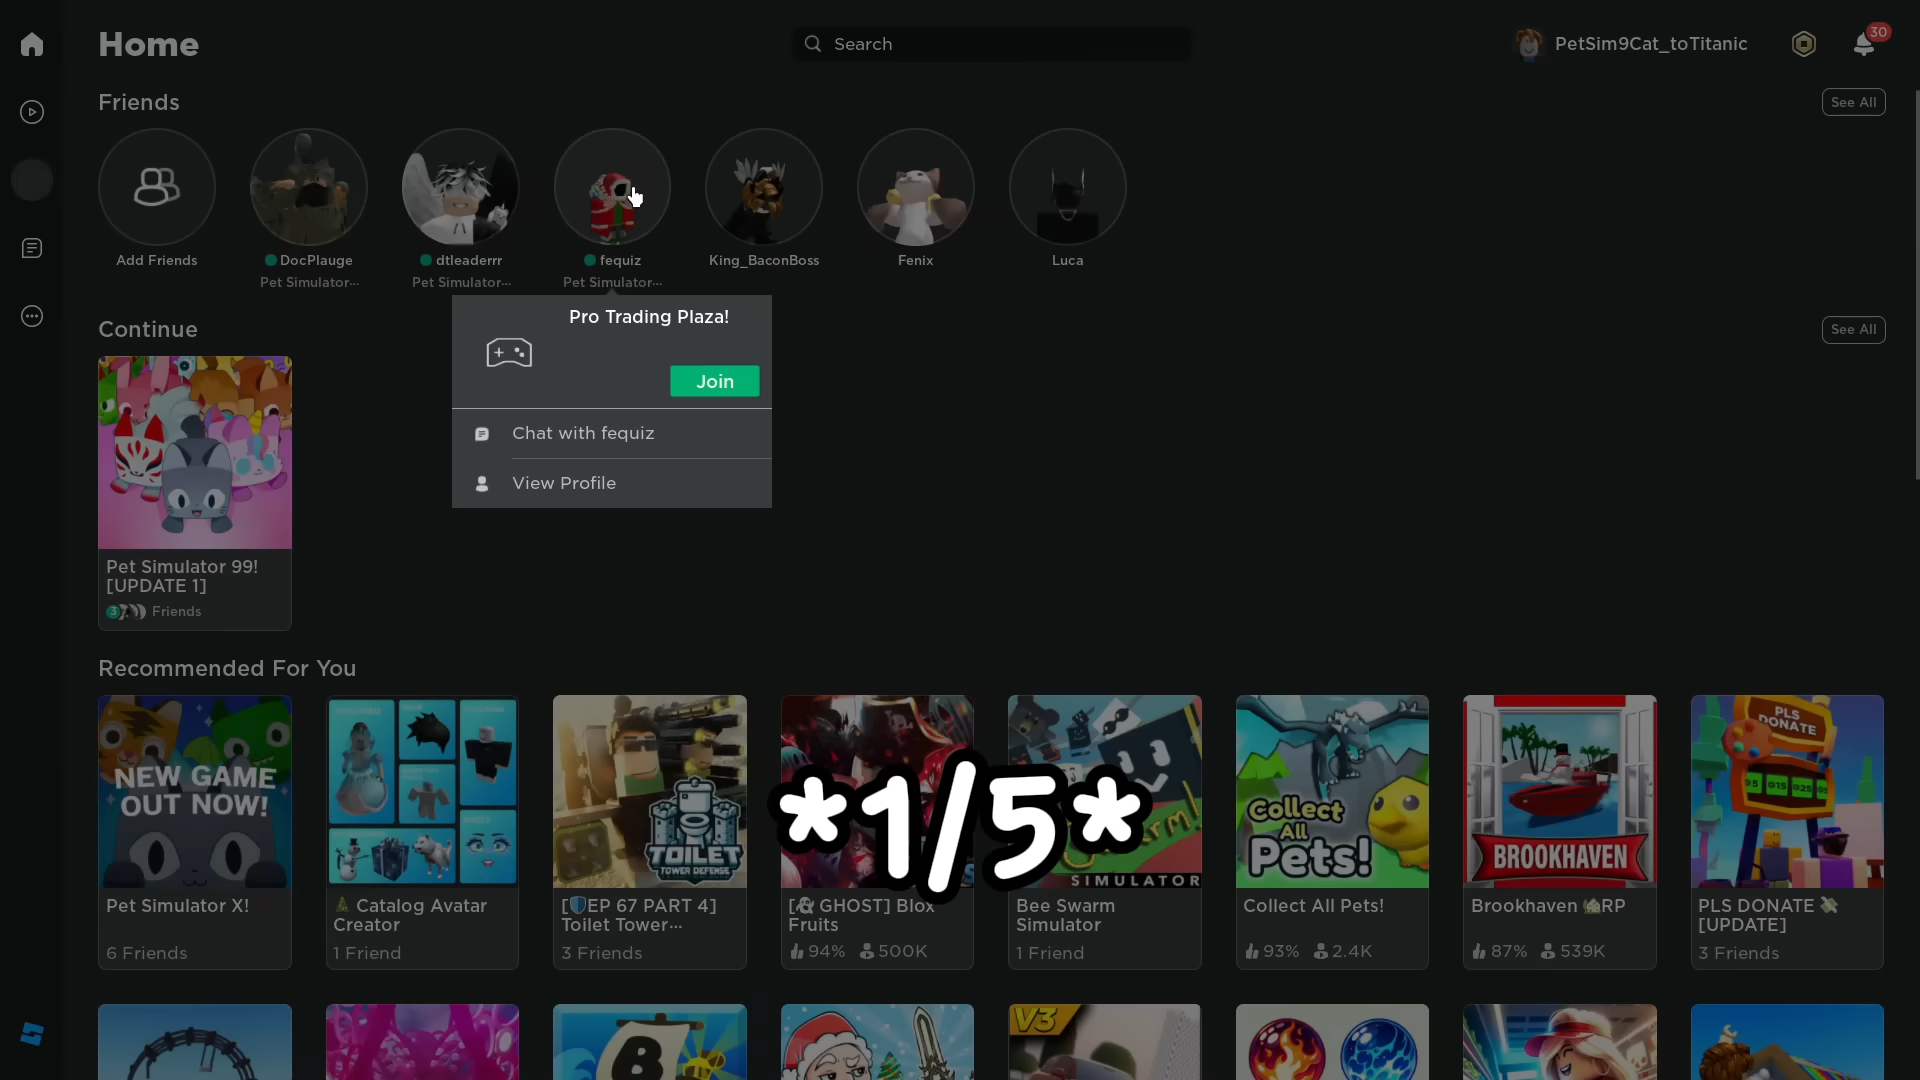 Home
Search
PetSim9Cat_toTitanic
30
Friends
See All
Add Friends
DocPlauge
Pet Simulator...
dtleaderrr
Pet Simulator...
fequiz
Pet Simulator...
King_BaconBoss
Fenix
Luca
Pro Trading Plaza!
Join
Chat with fequiz
View Profile
Continue
See All
Pet Simulator 99!
[UPDATE 1]
3
Friends
Recommended For You
NEW GAME
OUT NOW!
Pet Simulator X!
6 Friends
Catalog Avatar
Creator
1 Friend
TOILET
TOWER DEFENSE
[EP 67 PART 4]
Toilet Tower...
3 Friends
*1/5*
[GHOST] Blox
Fruits
94%
500K
SIMULATOR
Bee Swarm
Simulator
1 Friend
Collect
All
Pets!
Collect All Pets!
93%
2.4K
BROOKHAVEN
Brookhaven RP
87%
539K
PLS
DONATE
PLS DONATE
[UPDATE]
3 Friends
B
V3